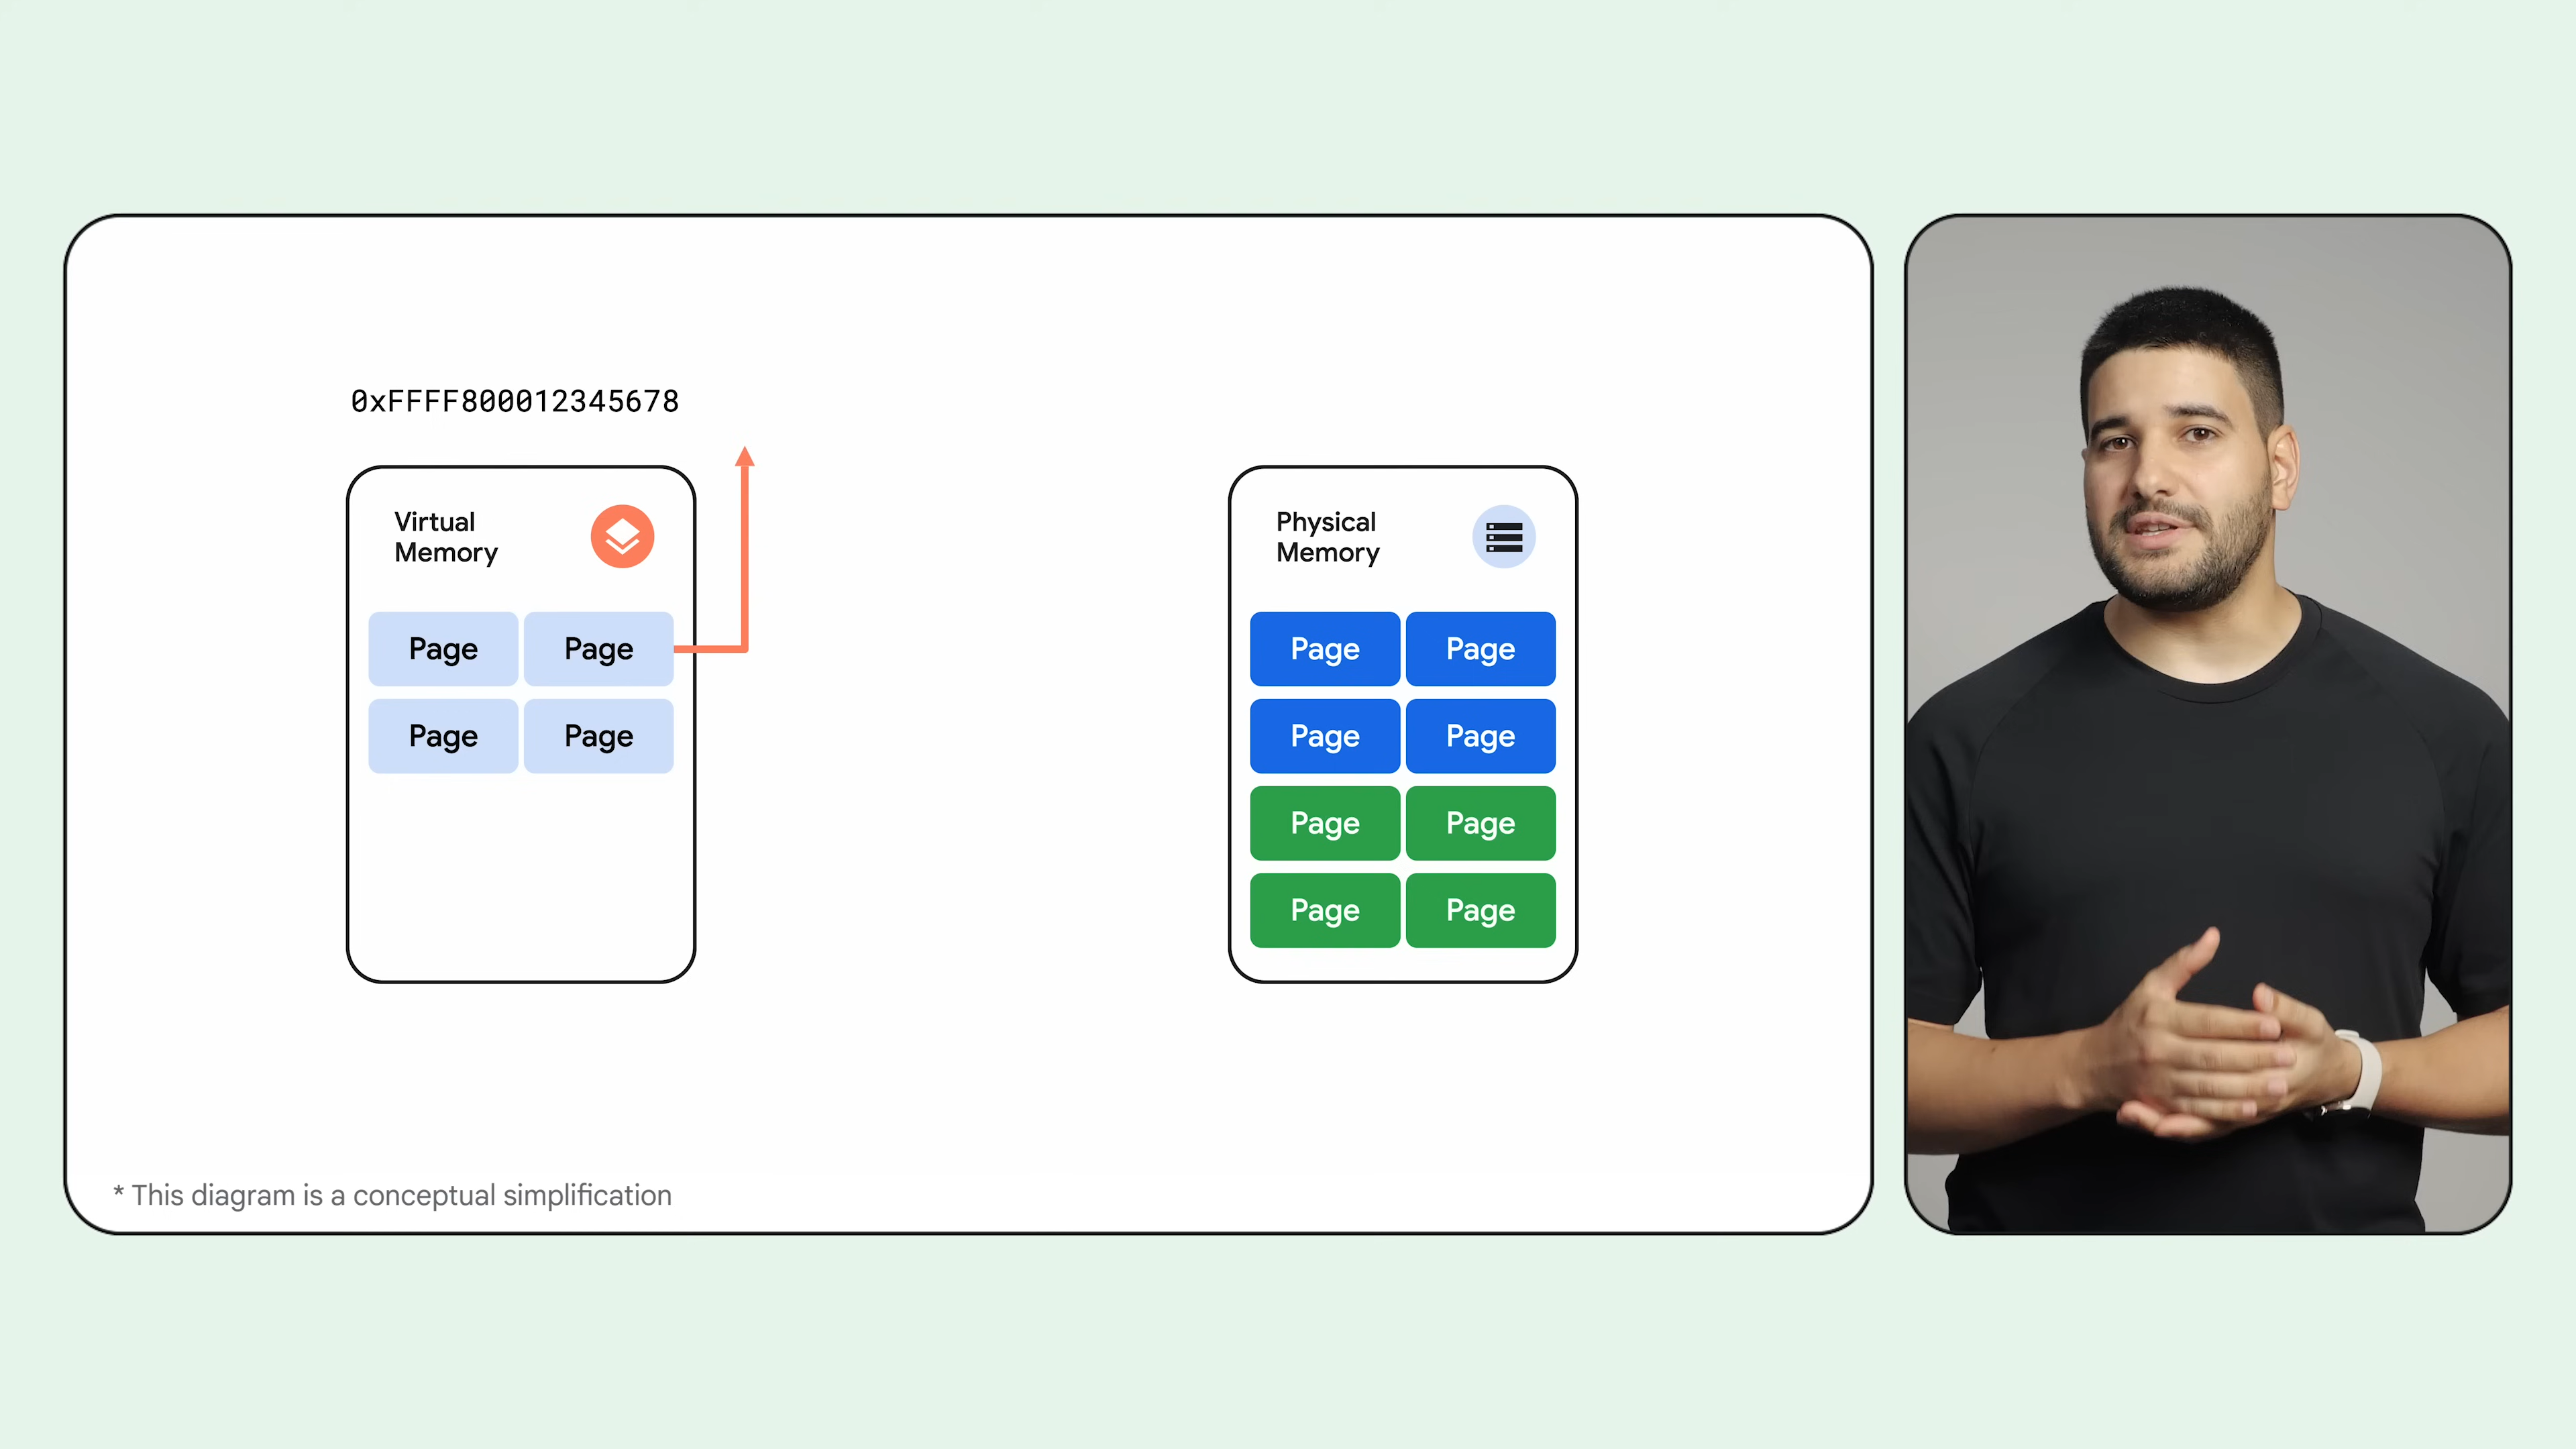 0xFFFF800012345678
Virtual
Memory
Page Page
Page Page
Physical
Memory
Page Page
Page Page
Page Page
Page Page
* This diagram is a conceptual simplification